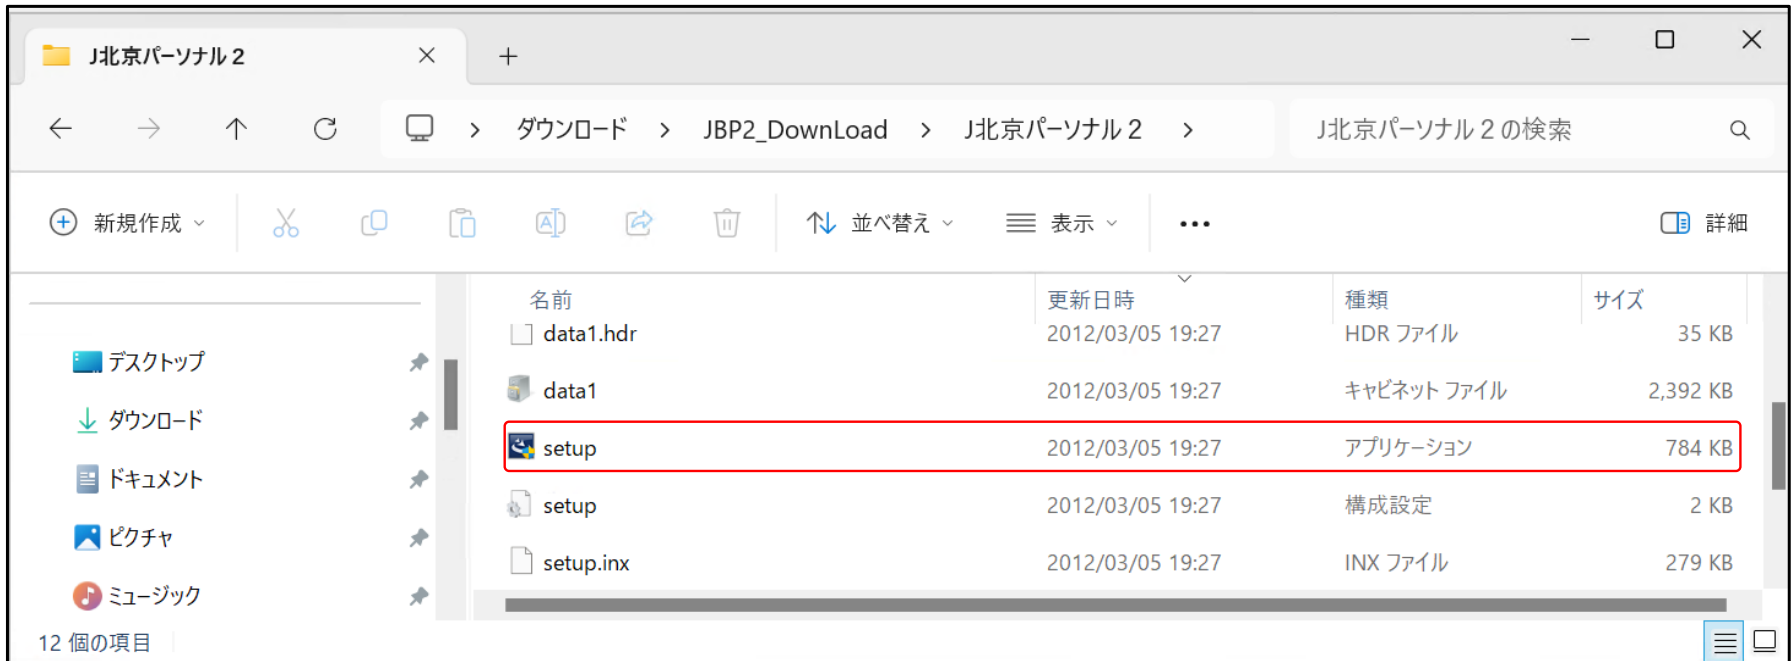 J北京パーソナル２
ダウンロード > JBP2_DownLoad > J北京パーソナル２ >
J北京パーソナル２の検索
新規作成
並べ替え
表示
詳細
名前 更新日時 種類 サイズ
data1.hdr 2012/03/05 19:27 HDR ファイル 35 KB
data1 2012/03/05 19:27 キャビネット ファイル 2,392 KB
setup 2012/03/05 19:27 アプリケーション 784 KB
setup 2012/03/05 19:27 構成設定 2 KB
setup.inx 2012/03/05 19:27 INX ファイル 279 KB
デスクトップ
ダウンロード
ドキュメント
ピクチャ
ミュージック
12 個の項目